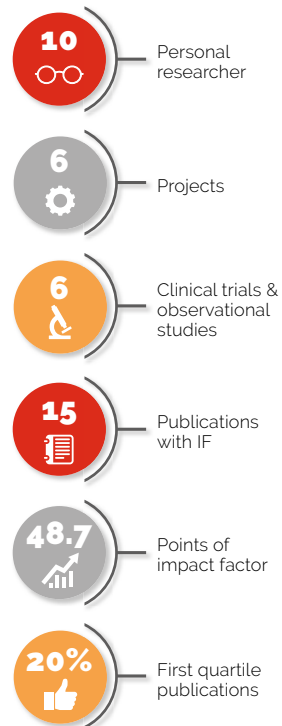 10
Personal
researcher
6
Projects
6
Clinical trials &
observational
studies
15
Publications
with IF
48.7
Points of
impact factor
20%
First quartile
publications